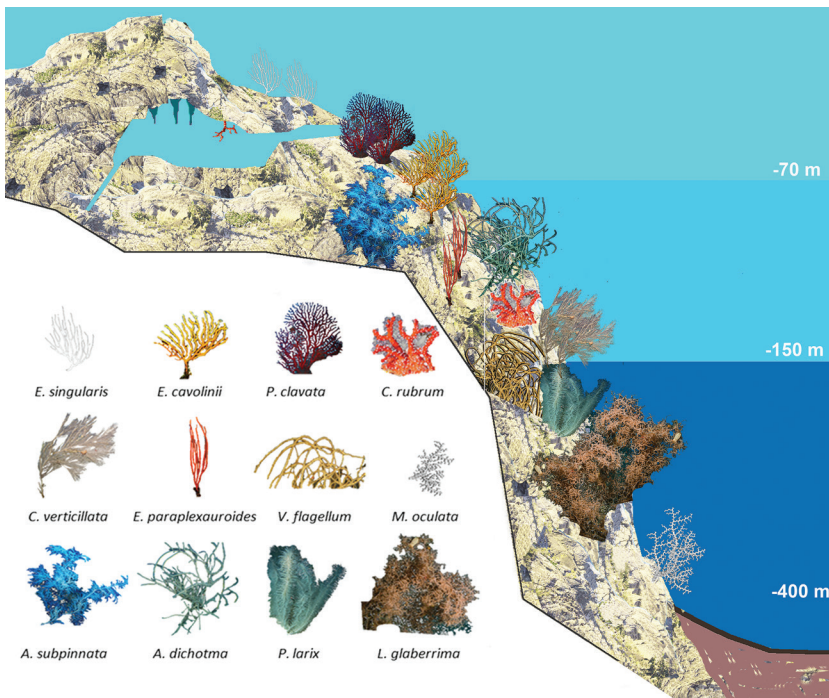 -70 m
-150 m
E. singularis
E. cavolinii
P. clavata
C. rubrum
C. verticillata
E. paraplexauroides
V. flagellum
M. oculata
-400 m
A. subpinnata
A. dichotma
P. larix
L. glaberrima